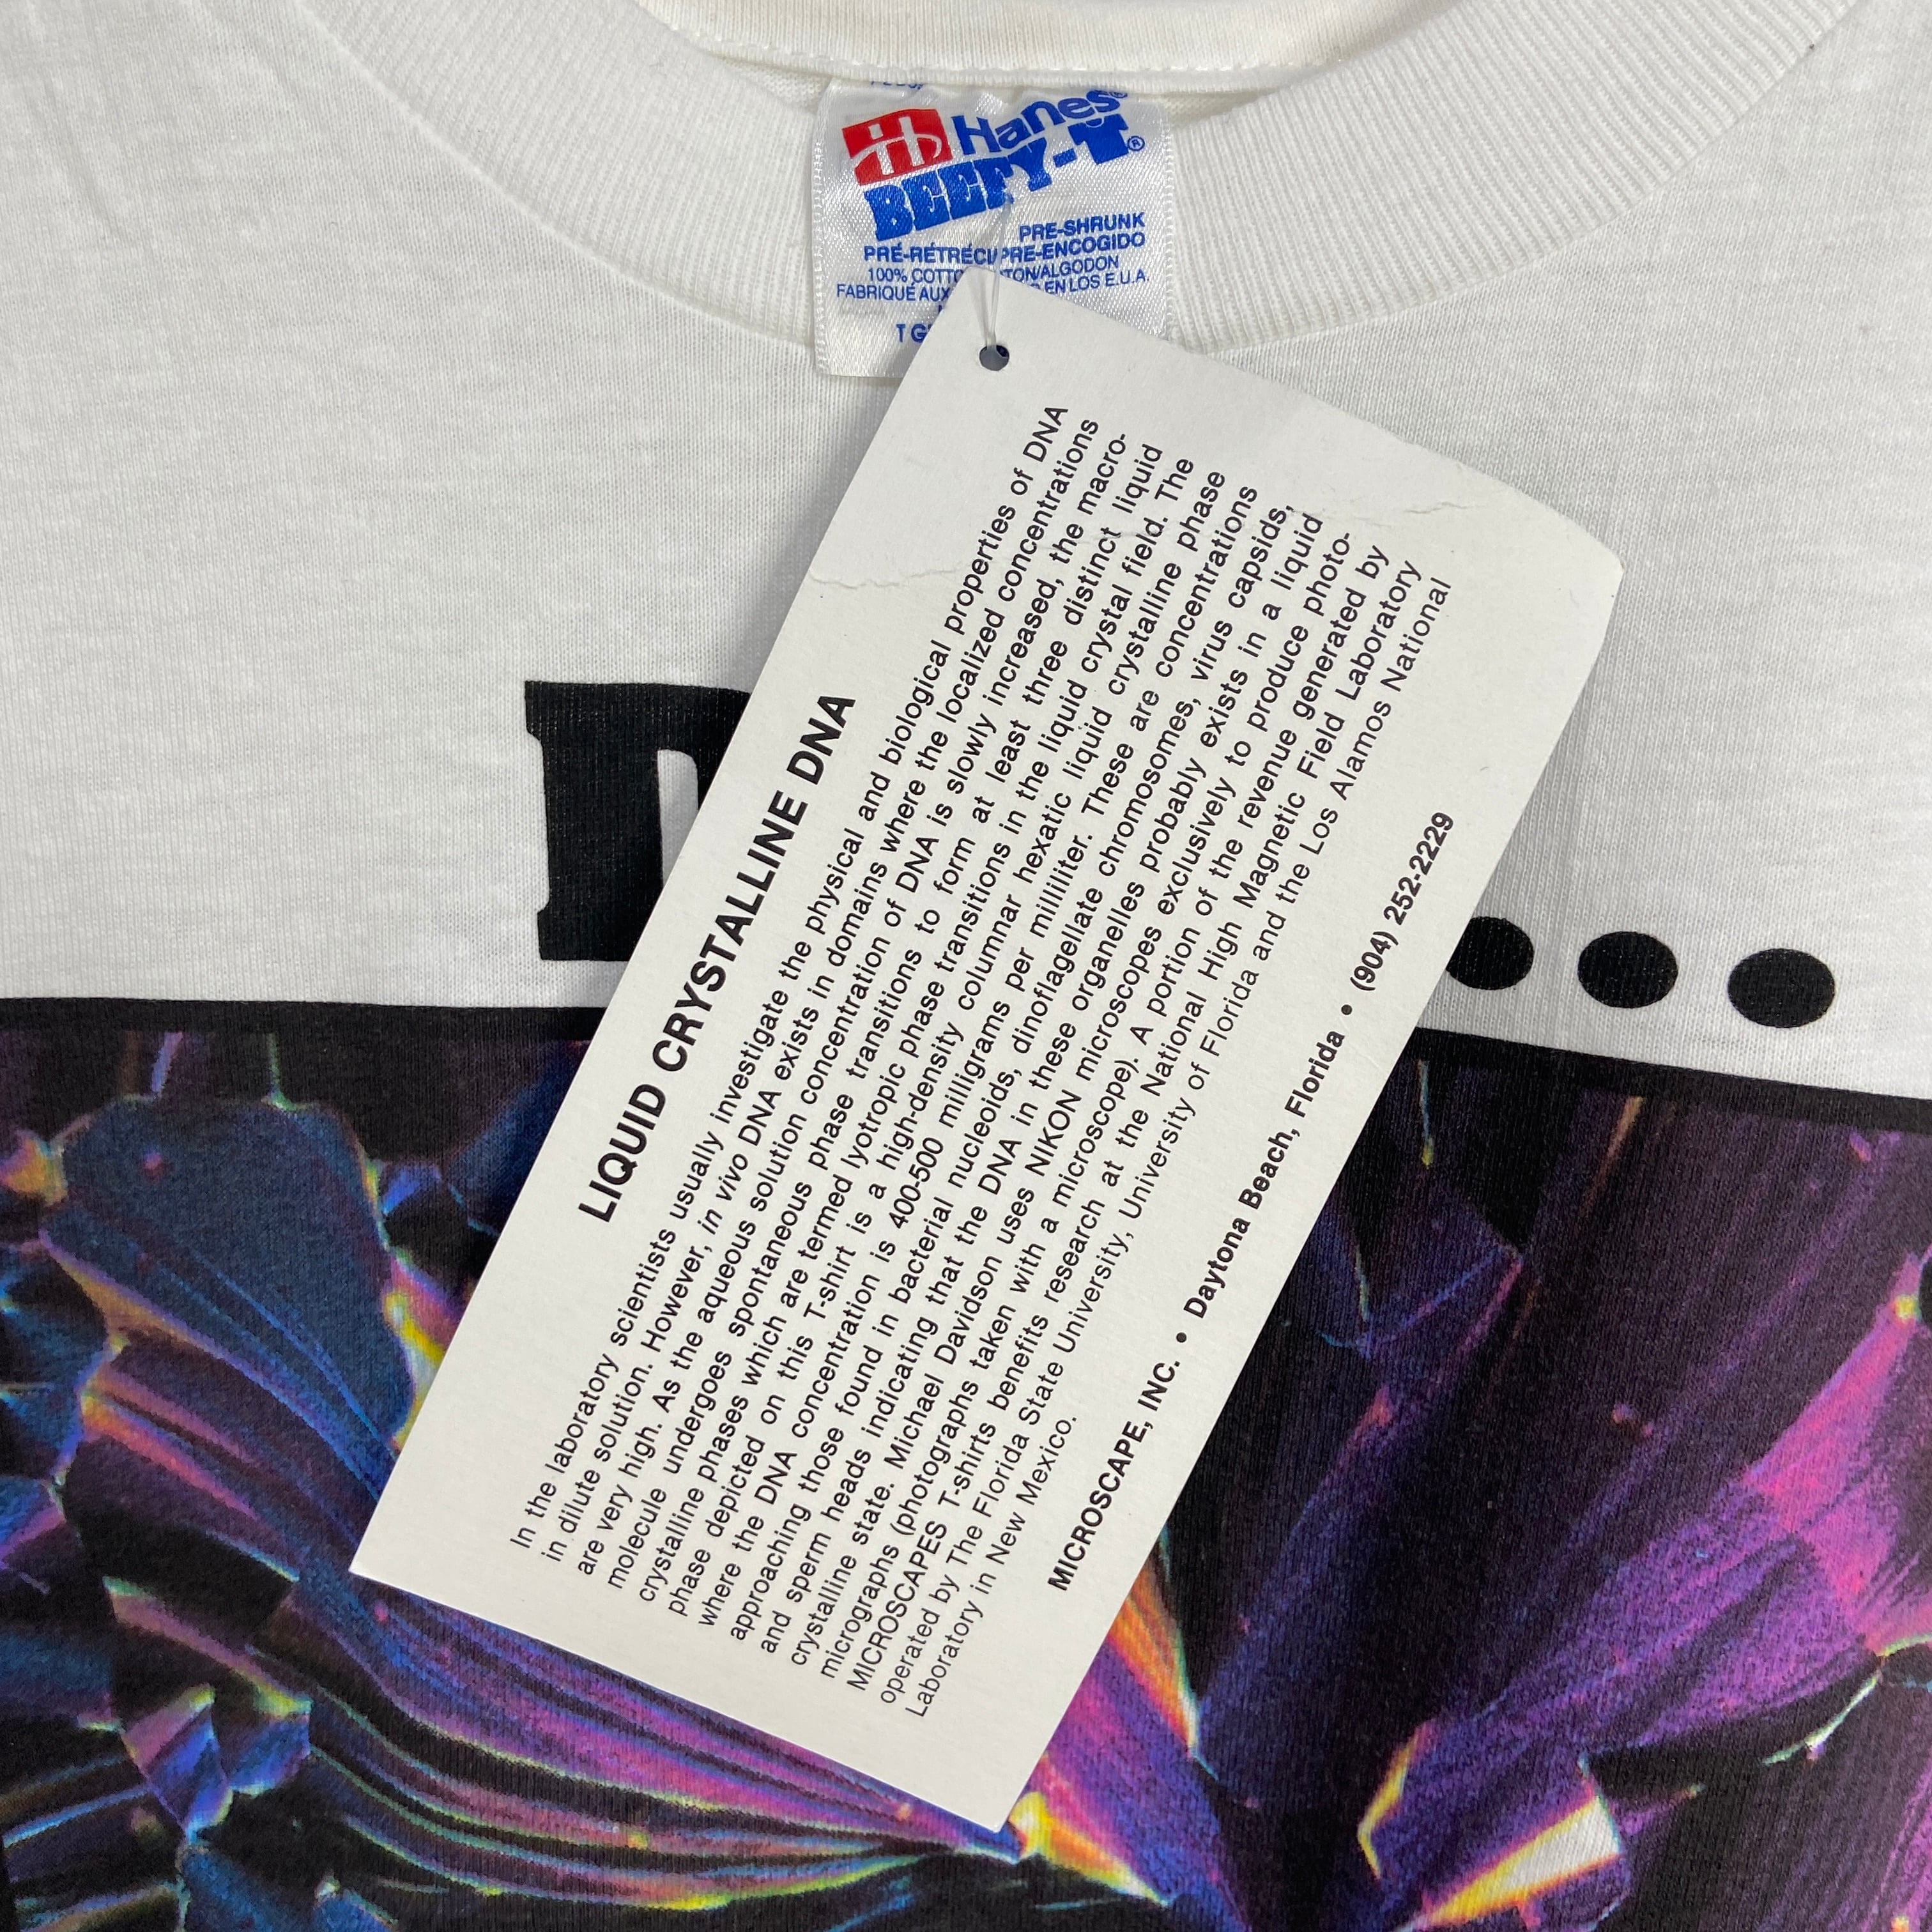 Hanes®
BEEFY-T®
PRE-SHRUNK
PRÉ-RÉTRÉCI/PRE-ENCOGIDO
100% TON/ALGODON
FABRIQUÉ AUX EN LOS E.U.A.
LIQUID CRYSTALLINE DNA
In the laboratory scientists usually investigate the physical and biological properties of DNA
in dilute solution. However, in vivo DNA exists in domains where the localized concentrations
are very high. As the aqueous solution concentration of DNA is slowly increased, the macro-
molecule undergoes spontaneous phase transitions to form at least three distinct liquid
crystalline phases which are termed lyotropic phase transitions in the liquid crystal field. The
phase depicted on this T-shirt is a high-density columnar hexatic liquid crystalline phase
where the DNA concentration is 400-500 milligrams per milliliter. These are concentrations
approaching those found in bacterial nucleoids, dinoflagellate chromosomes, virus capsids,
and sperm heads indicating that the DNA in these organelles probably exists in a liquid
crystalline state. Michael Davidson uses NIKON microscopes exclusively to produce photo-
micrographs (photographs taken with a microscope). A portion of the revenue generated by
MICROSCAPES T-shirts benefits research at the National High Magnetic Field Laboratory
operated by The Florida State University, University of Florida and the Los Alamos National
Laboratory in New Mexico.
MICROSCAPE, INC. • Daytona Beach, Florida • (904) 252-2229